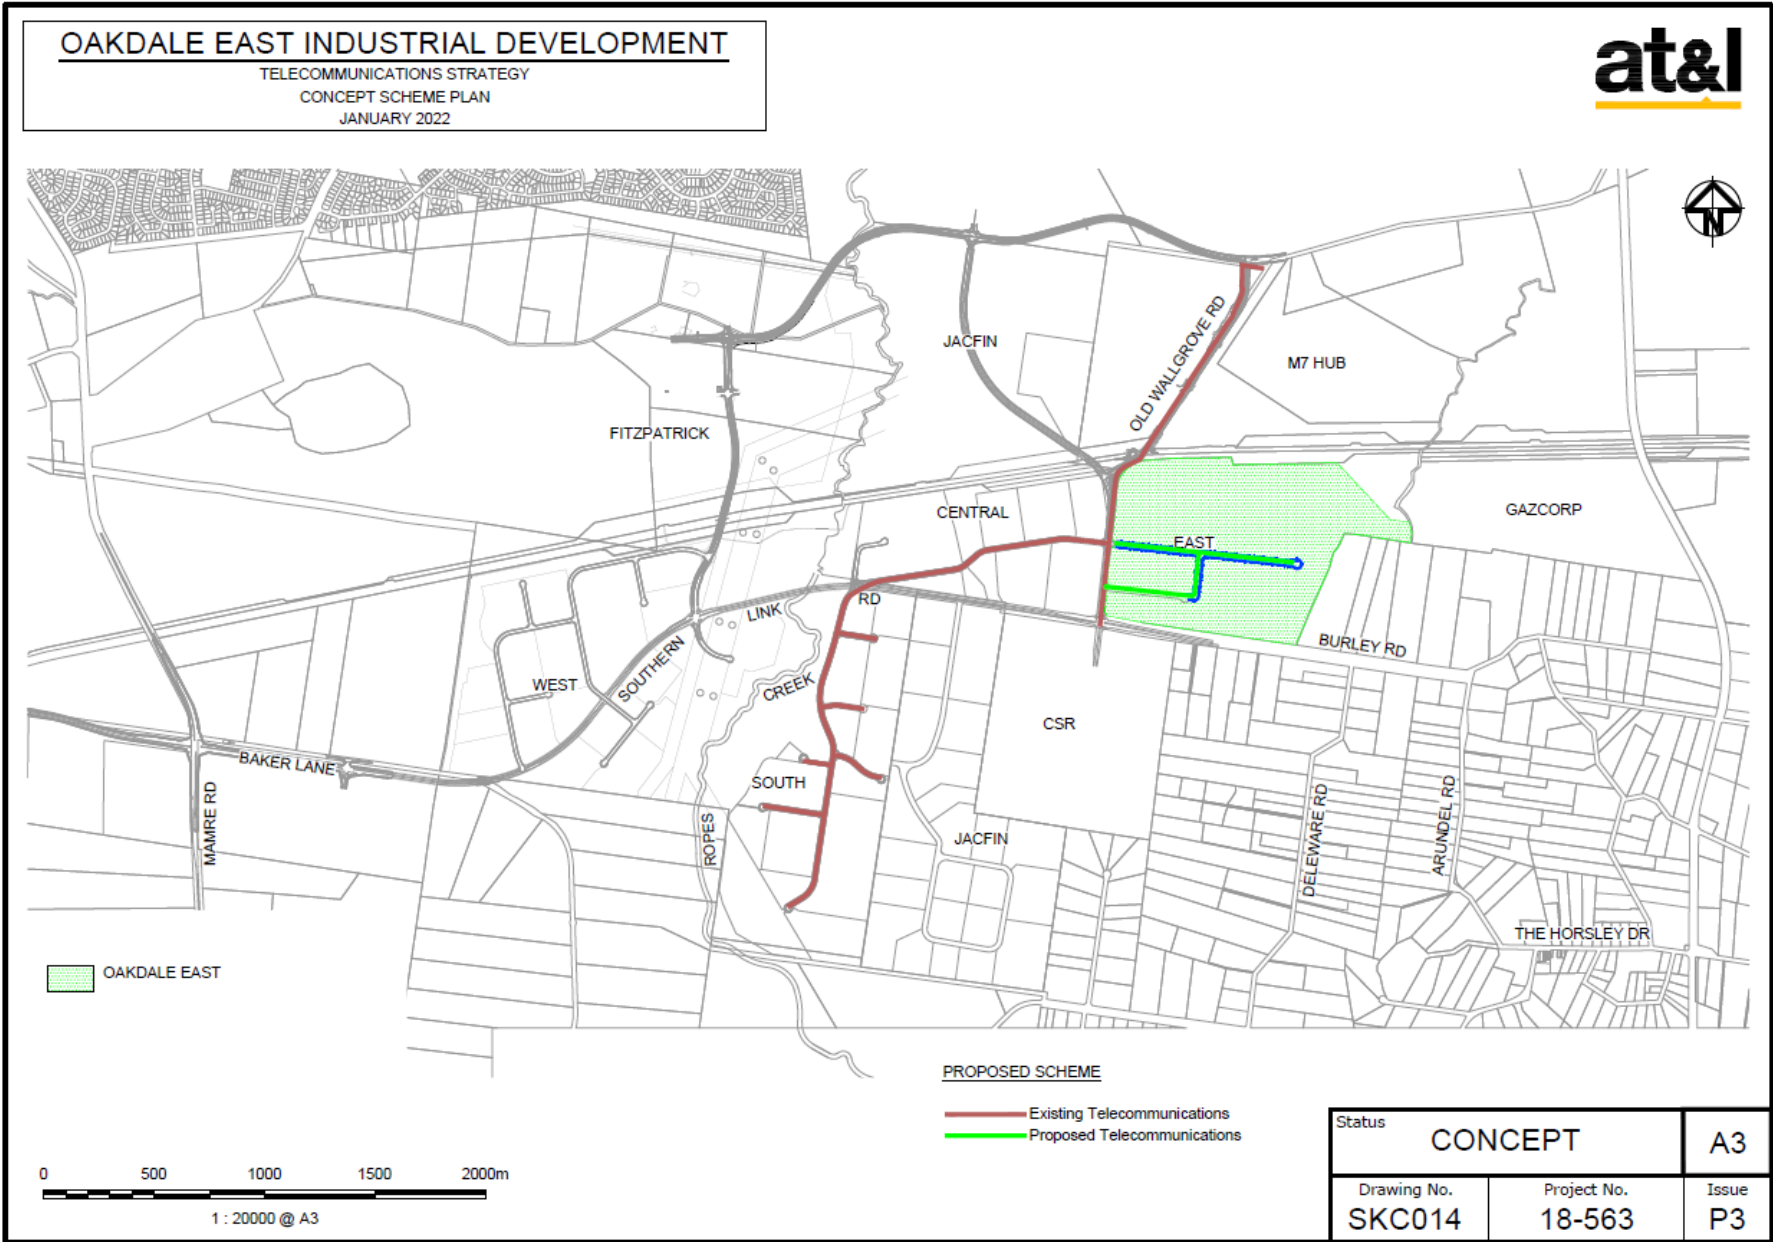 OAKDALE EAST INDUSTRIAL DEVELOPMENT
TELECOMMUNICATIONS STRATEGY
CONCEPT SCHEME PLAN
JANUARY 2022
at&l
N
JACFIN
OLD WALLGROVE RD
M7 HUB
FITZPATRICK
CENTRAL
GAZCORP
EAST
LINK
RD
BURLEY RD
SOUTHERN
WEST
CREEK
CSR
BAKER LANE
SOUTH
MAMRE RD
ROPES
JACFIN
DELEWARE RD
ARUNDEL RD
THE HORSLEY DR
OAKDALE EAST
PROPOSED SCHEME
Existing Telecommunications
Proposed Telecommunications
0 500 1000 1500 2000m
1 : 20000 @ A3
Status
CONCEPT
A3
Drawing No.
SKC014
Project No.
18-563
Issue
P3